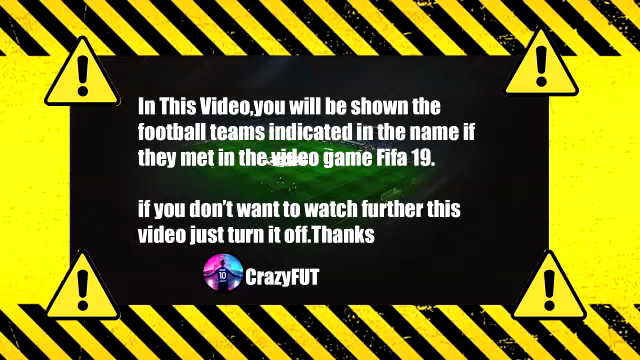 In This Video,you will be shown the
football teams indicated in the name if
they met in the video game Fifa 19.
if you don't want to watch further this
video just turn it off.Thanks
10
CrazyFUT